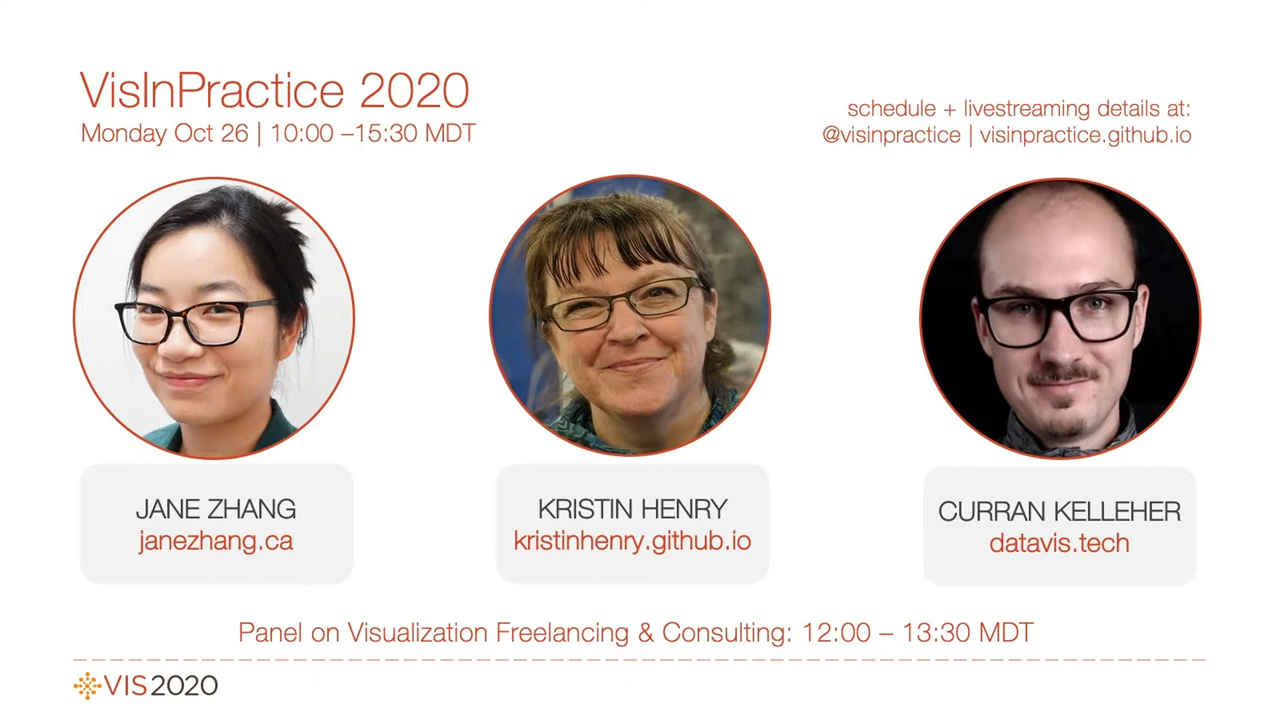 VisInPractice 2020
Monday Oct 26 | 10:00 –15:30 MDT
schedule + livestreaming details at:
@visinpractice | visinpractice.github.io
JANE ZHANG
janezhang.ca
KRISTIN HENRY
kristinhenry.github.io
CURRAN KELLEHER
datavis.tech
Panel on Visualization Freelancing & Consulting: 12:00 – 13:30 MDT
VIS2020